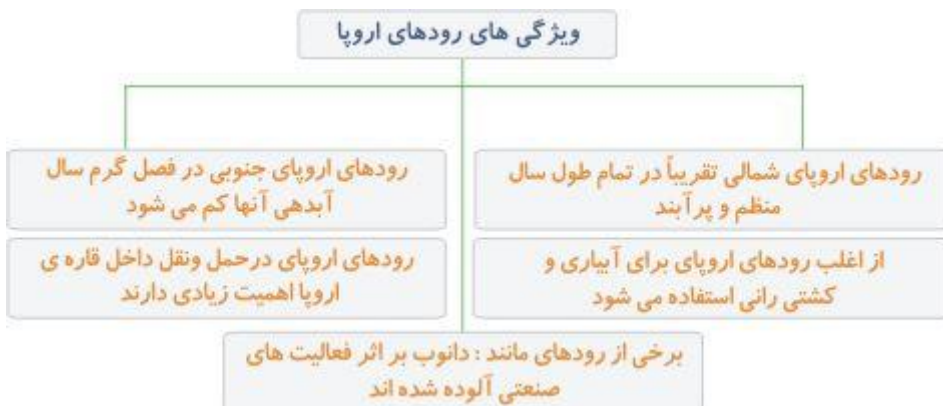 ویژگی های رودهای اروپا
رودهای اروپای شمالی تقریباً در تمام طول سال
منظم و پرآبند
رودهای اروپای جنوبی در فصل گرم سال
آبدهی آنها کم می شود
از اغلب رودهای اروپای برای آبیاری و
کشتی رانی استفاده می شود
رودهای اروپای درحمل ونقل داخل قاره ی
اروپا اهمیت زیادی دارند
برخی از رودهای مانند : دانوب بر اثر فعالیت های
صنعتی آلوده شده اند